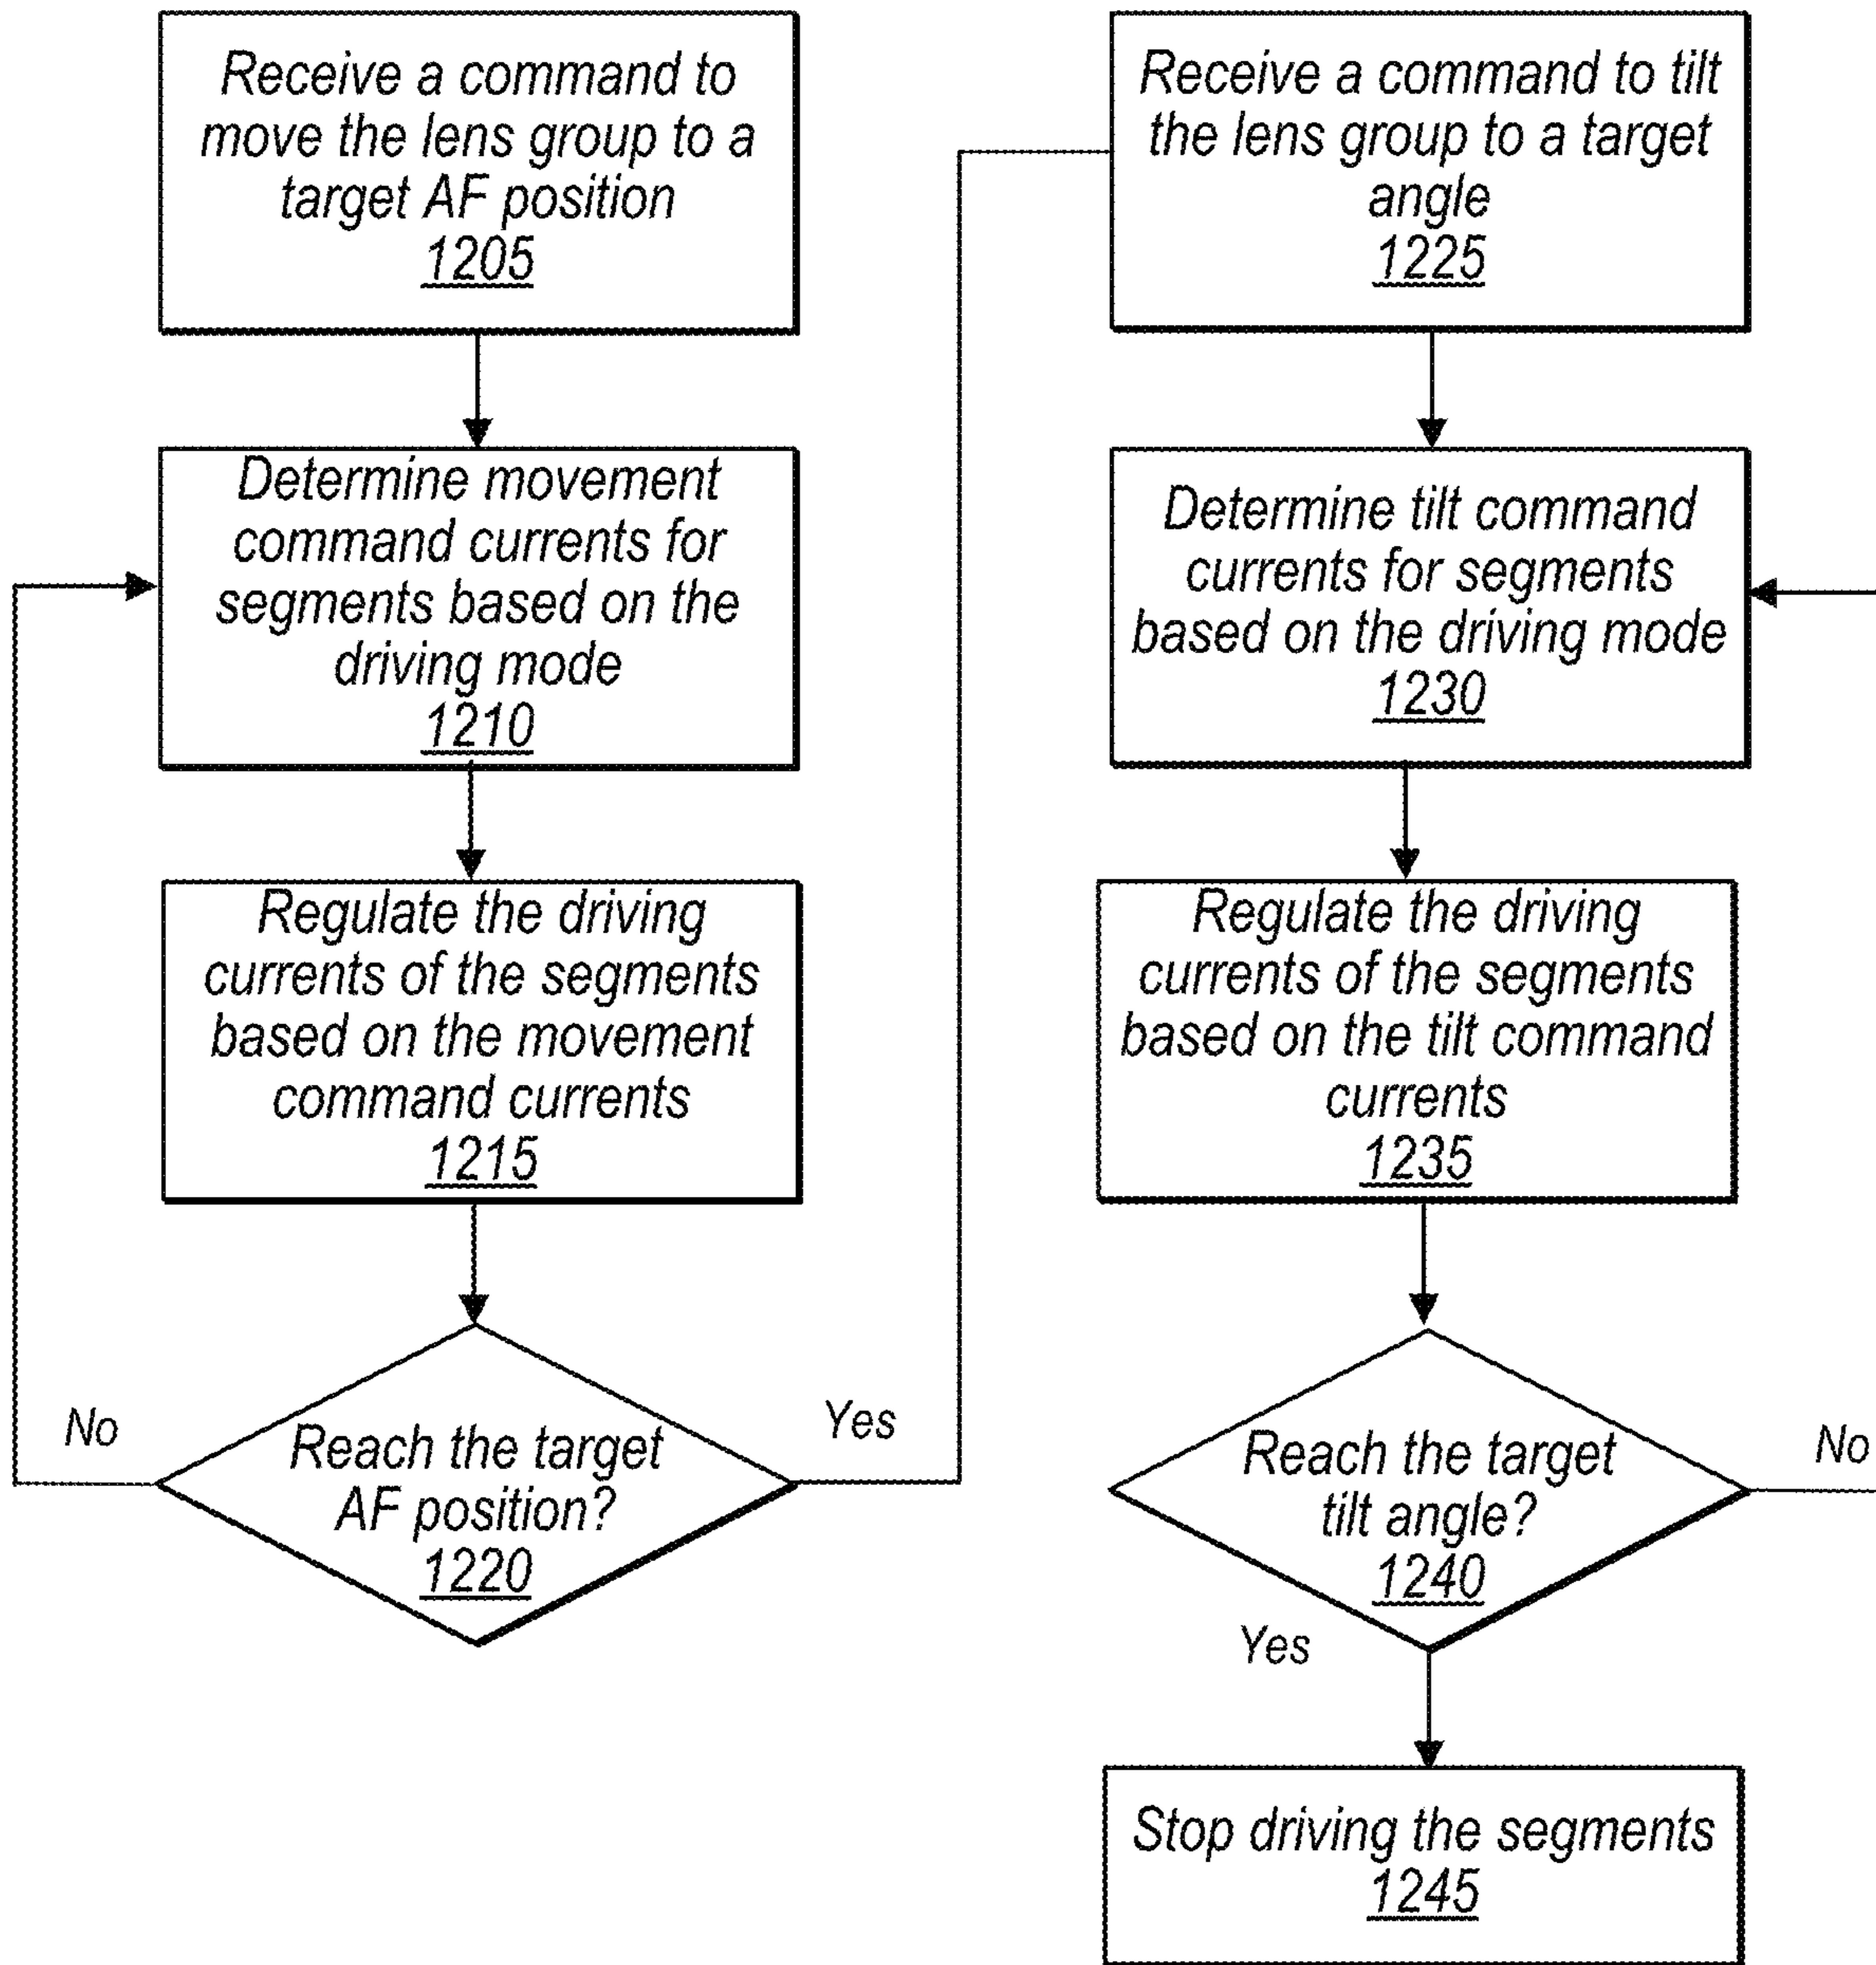 Receive a command to
move the lens group to a
target AF position
1205
Determine movement
command currents for
segments based on the
driving mode
1210
Regulate the driving
currents of the segments
based on the movement
command currents
1215
No
Yes
Reach the target
AF position?
1220
Receive a command to tilt
the lens group to a target
angle
1225
Determine tilt command
currents for segments
based on the driving mode
1230
Regulate the driving
currents of the segments
based on the tilt command
currents
1235
No
Reach the target
tilt angle?
1240
Yes
Stop driving the segments
1245